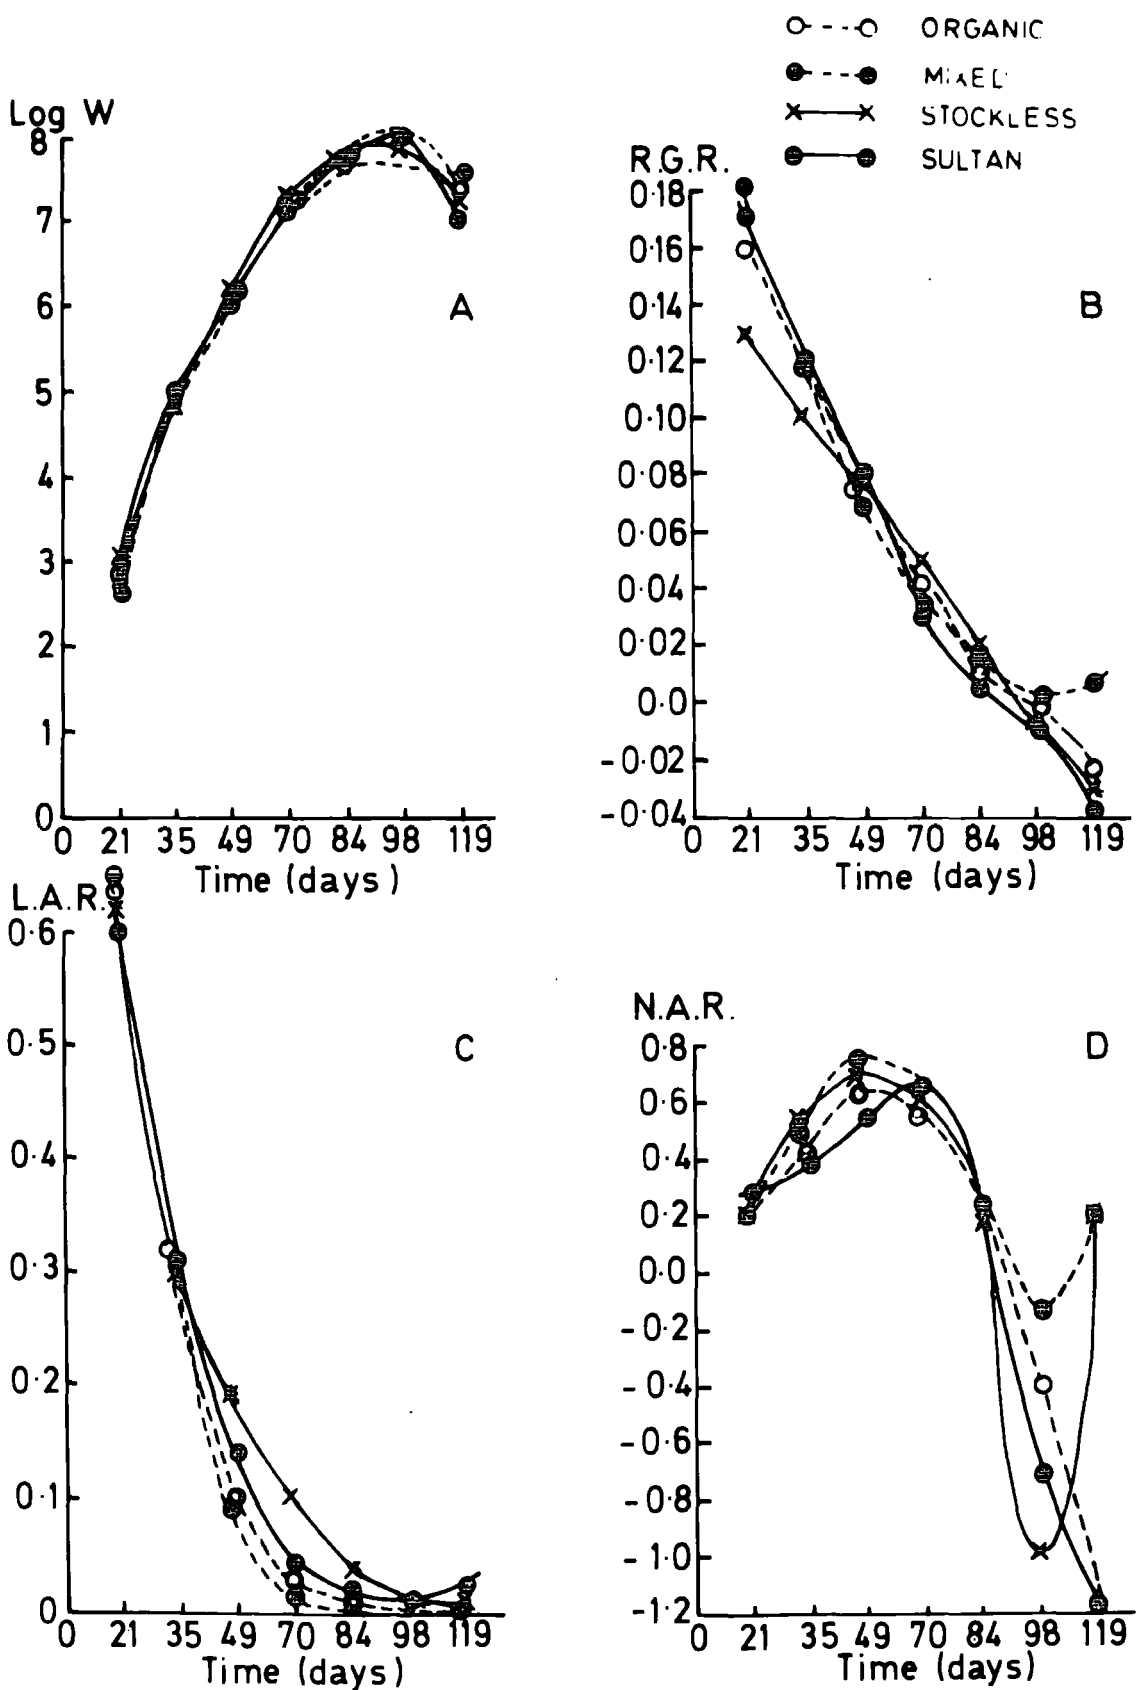 ORGANIC
MIXED
STOCKLESS
SULTAN
Log W
8
7
6
5
4
3
2
1
0
A
0 21 35 49 70 84 98 119
Time (days)
R.G.R.
0.18
0.16
0.14
0.12
0.10
0.08
0.06
0.04
0.02
0.0
-0.02
-0.04
B
0 21 35 49 70 84 98 119
Time (days)
L.A.R.
0.6
0.5
0.4
0.3
0.2
0.1
0
C
0 21 35 49 70 84 98 119
Time (days)
N.A.R.
0.8
0.6
0.4
0.2
0.0
-0.2
-0.4
-0.6
-0.8
-1.0
-1.2
D
0 21 35 49 70 84 98 119
Time (days)